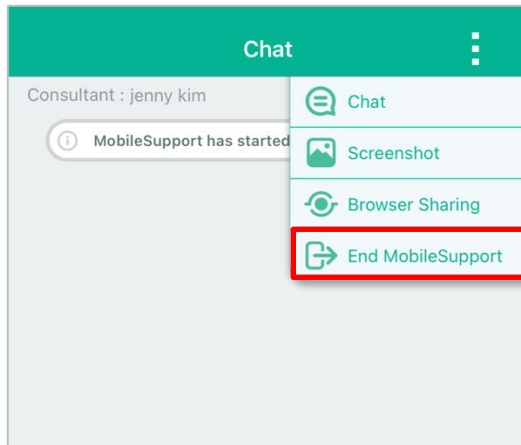 Chat
Consultant : jenny kim
MobileSupport has started
Chat
Screenshot
Browser Sharing
End MobileSupport